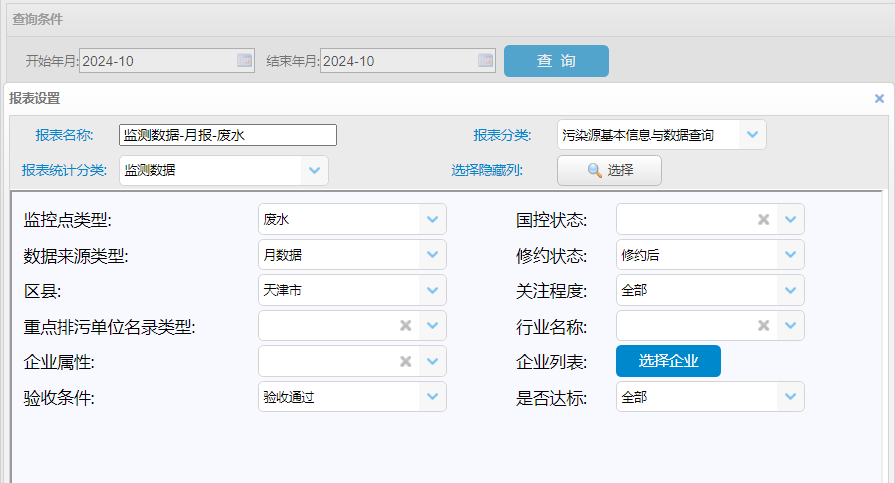 查询条件
开始年月: 2024-10 结束年月: 2024-10 查 询
报表设置
报表名称: 监测数据-月报-废水 报表分类: 污染源基本信息与数据查询
报表统计分类: 监测数据 选择隐藏列: 选择
监控点类型: 废水 国控状态:
数据来源类型: 月数据 修约状态: 修约后
区县: 天津市 关注程度: 全部
重点排污单位名录类型: 行业名称:
企业属性: 企业列表: 选择企业
验收条件: 验收通过 是否达标: 全部